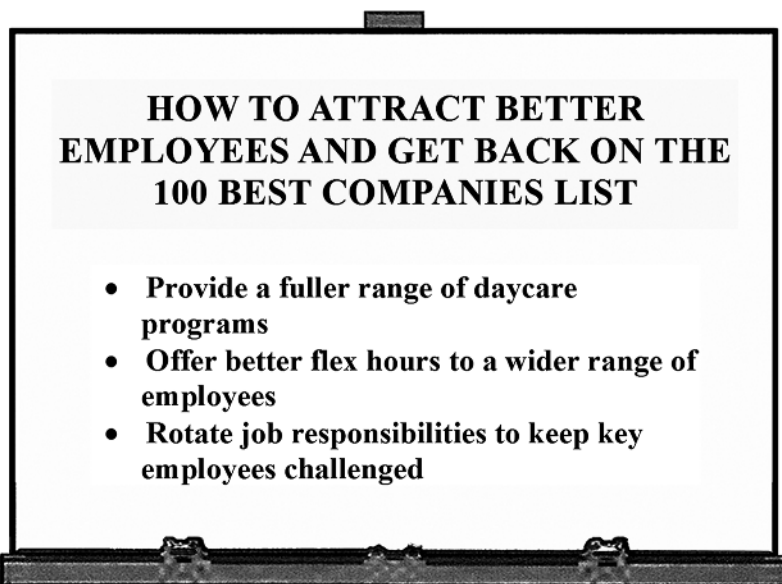 HOW TO ATTRACT BETTER
EMPLOYEES AND GET BACK ON THE
100 BEST COMPANIES LIST
• Provide a fuller range of daycare
programs
• Offer better flex hours to a wider range of
employees
• Rotate job responsibilities to keep key
employees challenged